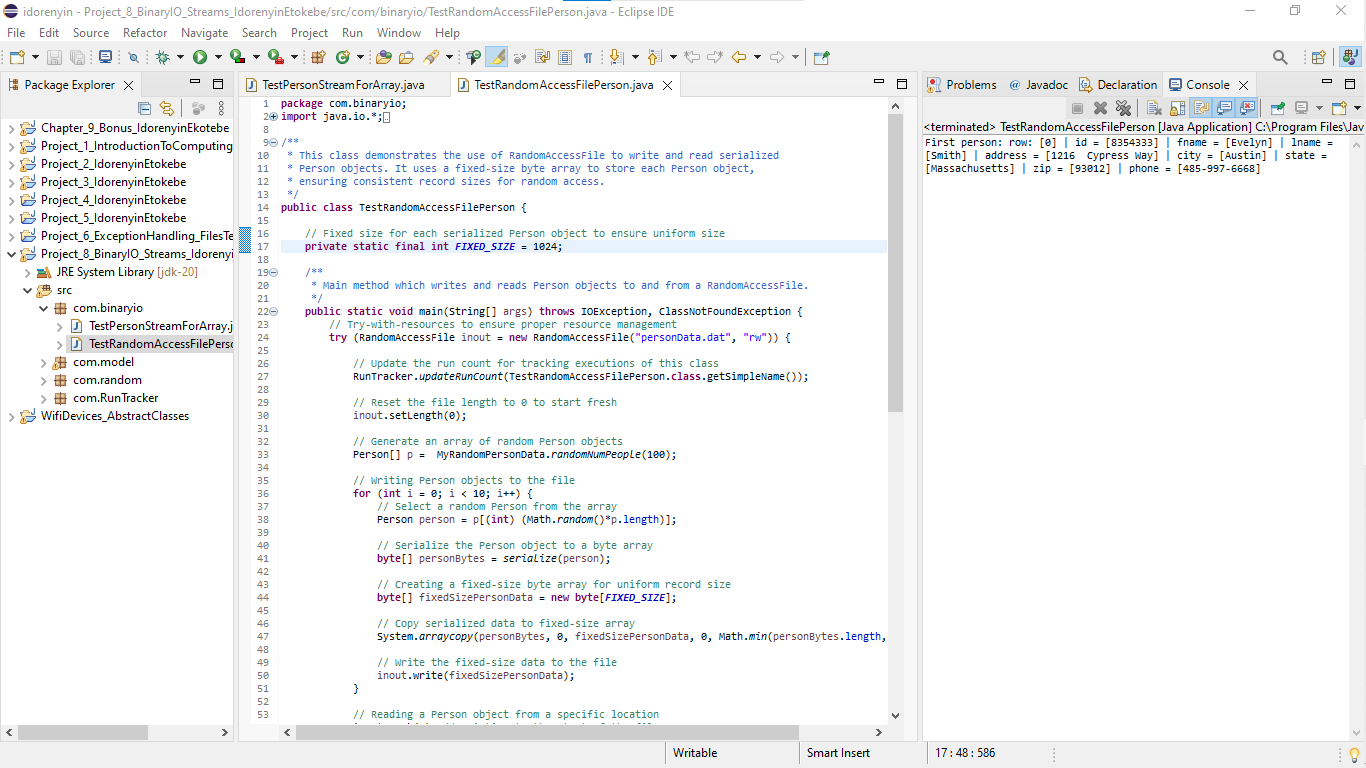 idorenyin - Project_8_BinaryIO_Streams_IdorenyinEtokebe/src/com/binaryio/TestRandomAccessFilePerson.java - Eclipse IDE
File Edit Source Refactor Navigate Search Project Run Window Help
Package Explorer
Chapter_9_Bonus_IdorenyinEkotebe
Project_1_IntroductionToComputing
Project_2_IdorenyinEtokebe
Project_3_IdorenyinEtokebe
Project_4_IdorenyinEtokebe
Project_5_IdorenyinEtokebe
Project_6_ExceptionHandling_FilesTe
Project_8_BinaryIO_Streams_Idorenyi
JRE System Library [jdk-20]
src
com.binaryio
TestPersonStreamForArray.j
TestRandomAccessFilePerso
com.model
com.random
com.RunTracker
WifiDevices_AbstractClasses
TestPersonStreamForArray.java TestRandomAccessFilePerson.java
1 package com.binaryio;
2 import java.io.*;
8
9 /**
10 * This class demonstrates the use of RandomAccessFile to write and read serialized
11 * Person objects. It uses a fixed-size byte array to store each Person object,
12 * ensuring consistent record sizes for random access.
13 */
14 public class TestRandomAccessFilePerson {
15
16 // Fixed size for each serialized Person object to ensure uniform size
17 private static final int FIXED_SIZE = 1024;
18
19 /**
20 * Main method which writes and reads Person objects to and from a RandomAccessFile.
21 */
22 public static void main(String[] args) throws IOException, ClassNotFoundException {
23 // Try-with-resources to ensure proper resource management
24 try (RandomAccessFile inout = new RandomAccessFile("personData.dat", "rw")) {
25
26 // Update the run count for tracking executions of this class
27 RunTracker.updateRunCount(TestRandomAccessFilePerson.class.getSimpleName());
28
29 // Reset the file length to 0 to start fresh
30 inout.setLength(0);
31
32 // Generate an array of random Person objects
33 Person[] p =  MyRandomPersonData.randomNumPeople(100);
34
35 // Writing Person objects to the file
36 for (int i = 0; i < 10; i++) {
37 // Select a random Person from the array
38 Person person = p[(int) (Math.random()*p.length)];
39
40 // Serialize the Person object to a byte array
41 byte[] personBytes = serialize(person);
42
43 // Creating a fixed-size byte array for uniform record size
44 byte[] fixedSizePersonData = new byte[FIXED_SIZE];
45
46 // Copy serialized data to fixed-size array
47 System.arraycopy(personBytes, 0, fixedSizePersonData, 0, Math.min(personBytes.length,
48
49 // Write the fixed-size data to the file
50 inout.write(fixedSizePersonData);
51 }
52
53 // Reading a Person object from a specific location
Problems Javadoc Declaration Console
<terminated> TestRandomAccessFilePerson [Java Application] C:\Program Files\Jav
First person: row: [0] | id = [8354333] | fname = [Evelyn] | lname =
[Smith] | address = [1216  Cypress Way] | city = [Austin] | state =
[Massachusetts] | zip = [93012] | phone = [485-997-6668]
Writable Smart Insert 17 : 48 : 586